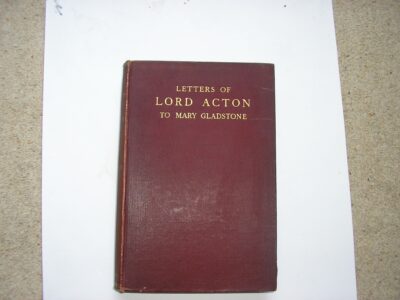 LETTERS OF
LORD ACTON
TO MARY GLADSTONE